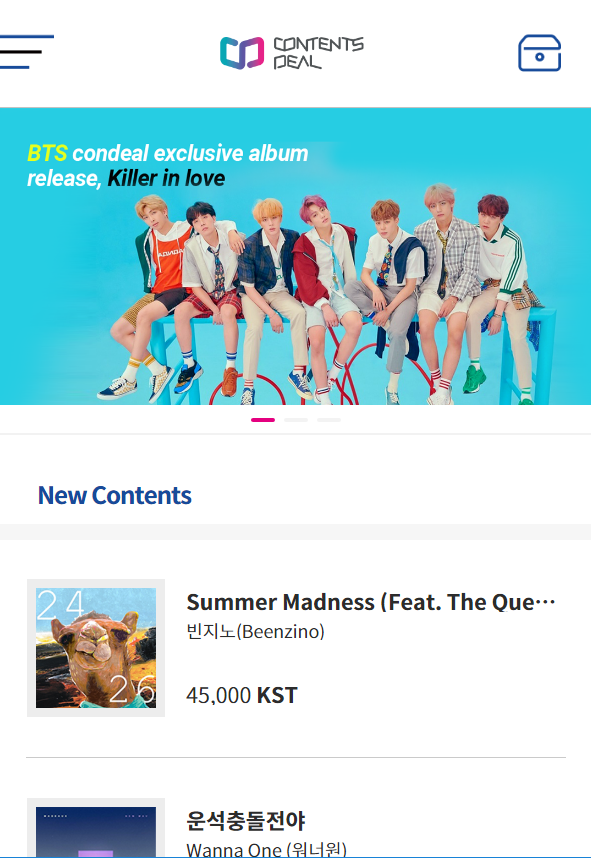 CONTENTS
DEAL
BTS condeal exclusive album
release, Killer in love
New Contents
24
26
Summer Madness (Feat. The Que…
빈지노(Beenzino)
45,000 KST
운석충돌전야
Wanna One (워너원)